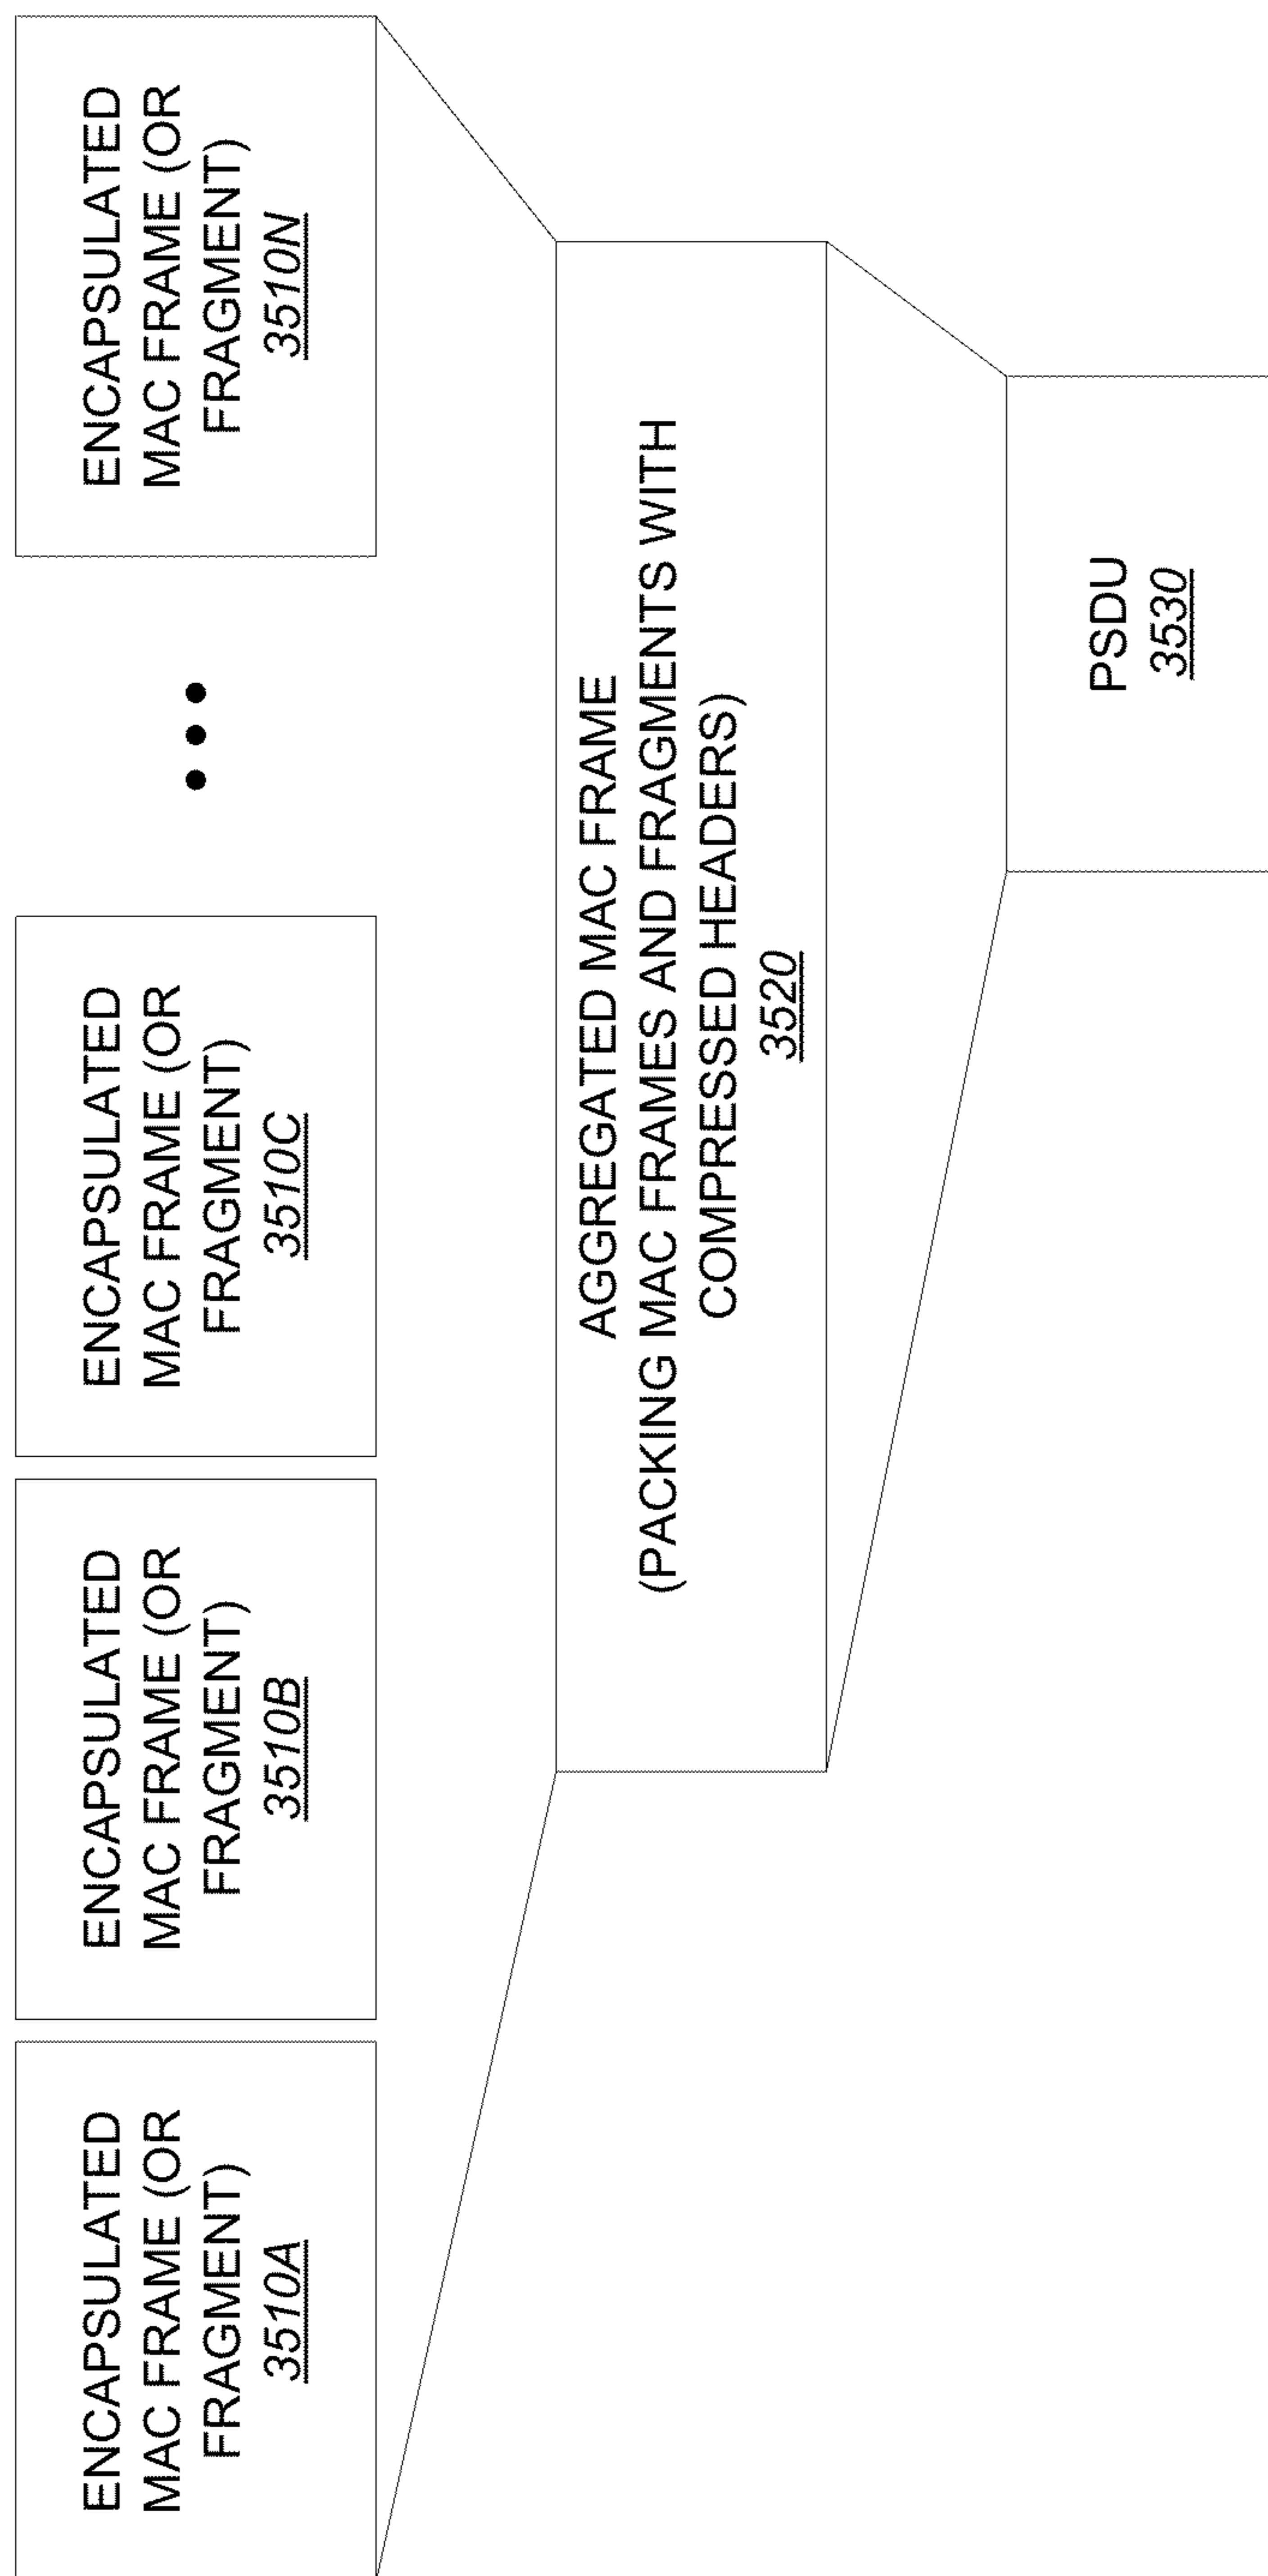 ENCAPSULATED
MAC FRAME (OR
FRAGMENT)
3510A
ENCAPSULATED
MAC FRAME (OR
FRAGMENT)
3510B
ENCAPSULATED
MAC FRAME (OR
FRAGMENT)
3510C
ENCAPSULATED
MAC FRAME (OR
FRAGMENT)
3510N
AGGREGATED MAC FRAME
(PACKING MAC FRAMES AND FRAGMENTS WITH
COMPRESSED HEADERS)
3520
PSDU
3530